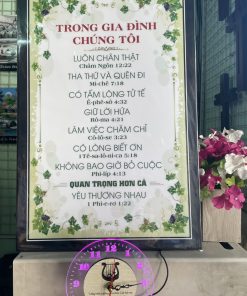 TRONG GIA ĐÌNH
CHÚNG TÔI
LUÔN CHÂN THẬT
Châm Ngôn 12:22
THA THỨ VÀ QUÊN ĐI
Mi-chê 7:18
CÓ TẤM LÒNG TỬ TẾ
Ê-phê-sô 4:32
GIỮ LỜI HỨA
Rô-ma 4:21
LÀM VIỆC CHĂM CHỈ
Cô-lô-se 3:23
CÓ LÒNG BIẾT ƠN
1 Tê-sa-lô-ni-ca 5:18
KHÔNG BAO GIỜ BỎ CUỘC
Phi-líp 4:13
QUAN TRỌNG HƠN CẢ
YÊU THƯƠNG NHAU
1 Phi-e-rơ 1:22